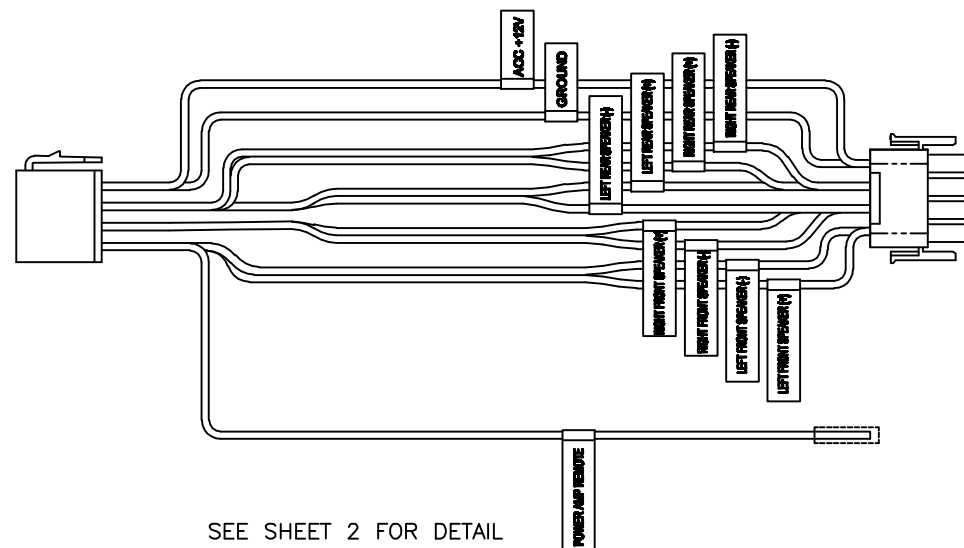 ACC +12V
GROUND
LEFT REAR SPEAKER (-)
LEFT REAR SPEAKER (+)
RIGHT REAR SPEAKER (+)
RIGHT REAR SPEAKER (-)
RIGHT FRONT SPEAKER (+)
RIGHT FRONT SPEAKER (-)
LEFT FRONT SPEAKER (-)
LEFT FRONT SPEAKER (+)
POWER AMP REMOTE
SEE SHEET 2 FOR DETAIL